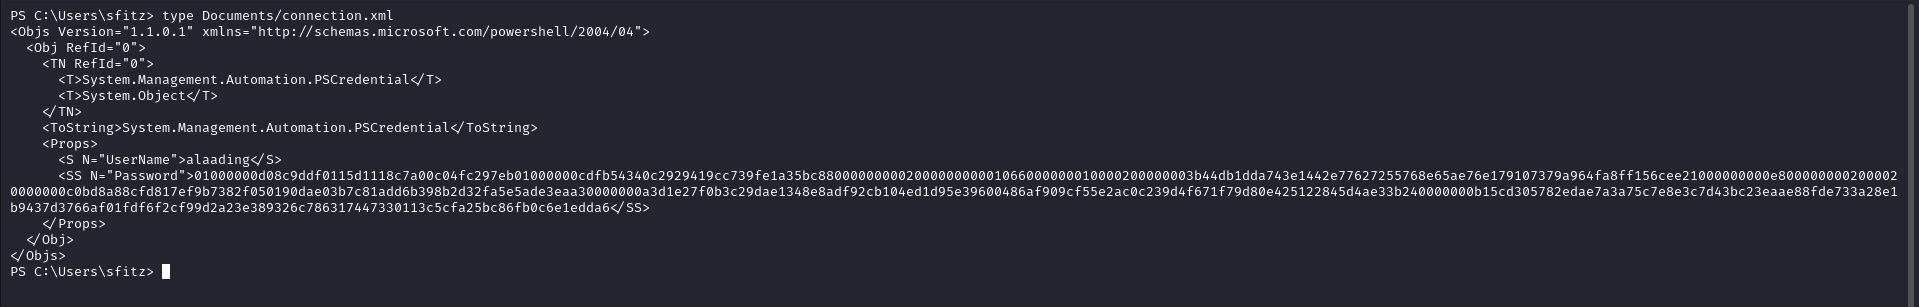 PS C:\Users\sfitz> type Documents/connection.xml
<Objs Version="1.1.0.1" xmlns="http://schemas.microsoft.com/powershell/2004/04">
  <Obj RefId="0">
    <TN RefId="0">
      <T>System.Management.Automation.PSCredential</T>
      <T>System.Object</T>
    </TN>
    <ToString>System.Management.Automation.PSCredential</ToString>
    <Props>
      <S N="UserName">alaading</S>
      <SS N="Password">01000000d08c9ddf0115d1118c7a00c04fc297eb01000000cdfb54340c2929419cc739fe1a35bc88000000000200000000001066000000010000200000003b44db1dda743e1442e77627255768e65ae76e179107379a964fa8ff156cee21000000000e8000000002000020000000c0bd8a88cfd817ef9b7382f050190dae03b7c81add6b398b2d32fa5e5ade3eaa30000000a3d1e27f0b3c29dae1348e8adf92cb104ed1d95e39600486af909cf55e2ac0c239d4f671f79d80e425122845d4ae33b240000000b15cd305782edae7a3a75c7e8e3c7d43bc23eaae88fde733a28e1b9437d3766af01fdf6f2cf99d2a23e389326c786317447330113c5cfa25bc86fb0c6e1edda6</SS>
    </Props>
  </Obj>
</Objs>
PS C:\Users\sfitz>